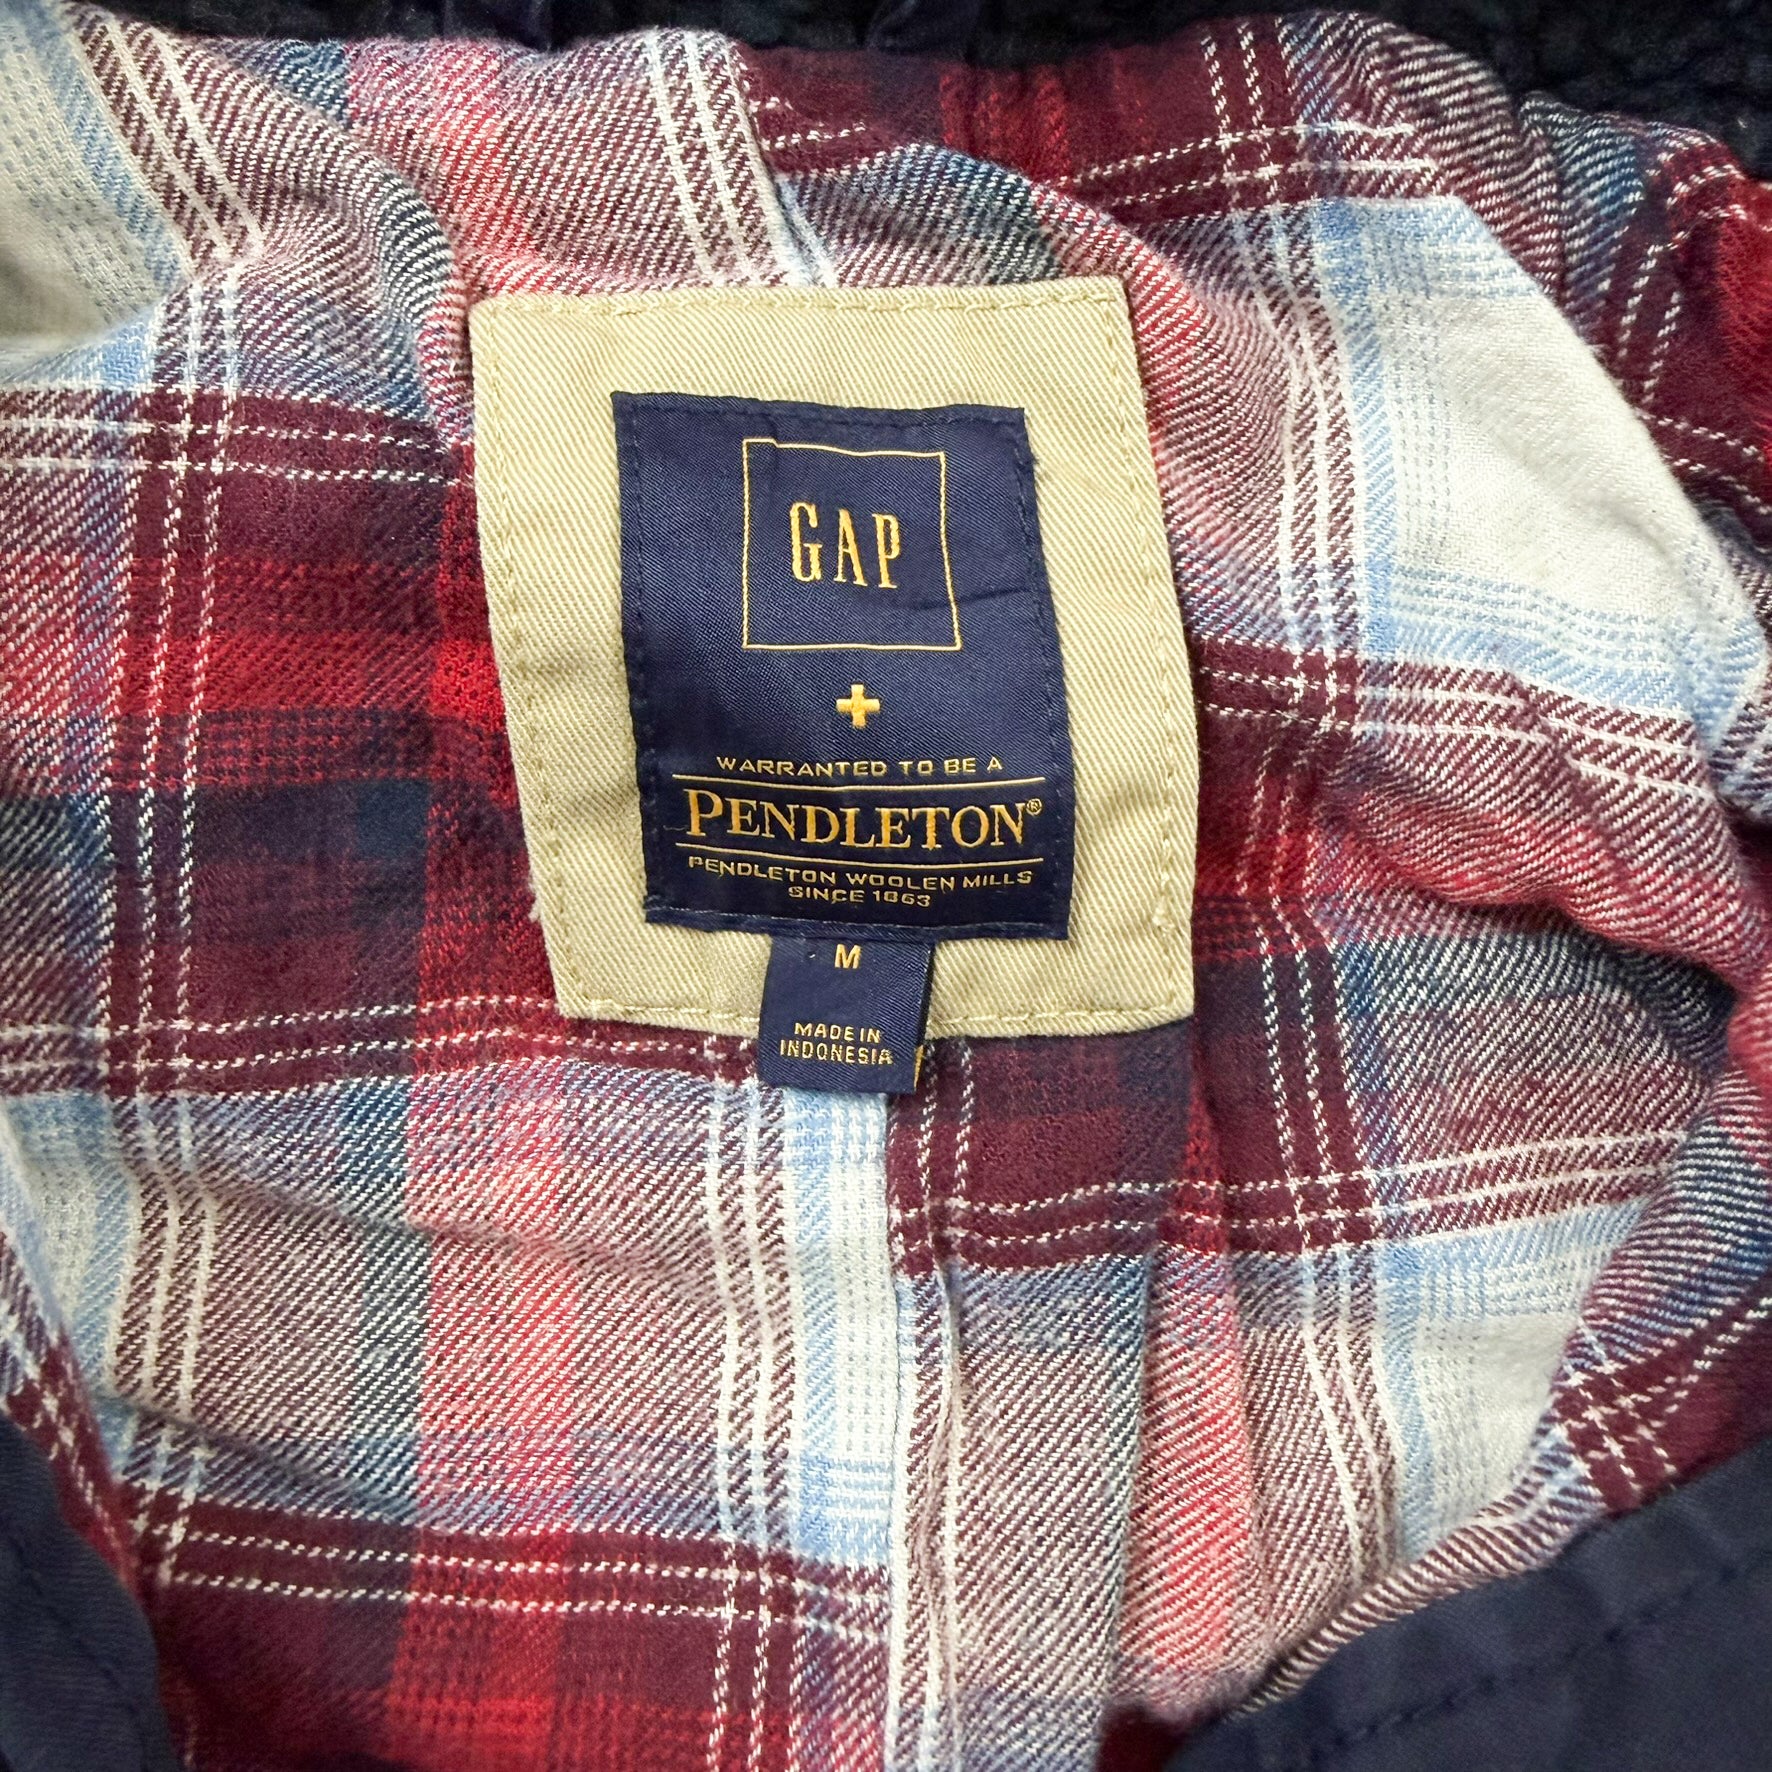 GAP
+
WARRANTED TO BE A
PENDLETON®
PENDLETON WOOLEN MILLS
SINCE 1863
M
MADE IN
INDONESIA